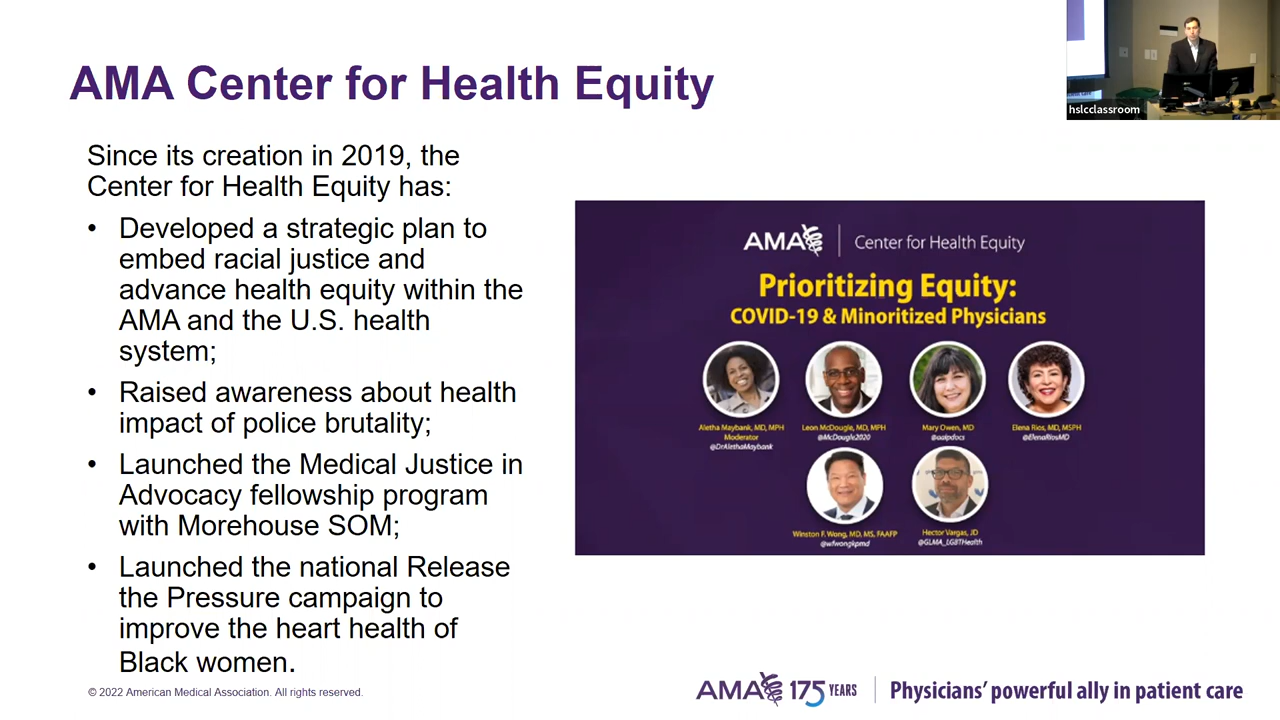 AMA Center for Health Equity
hslcclassroom
Since its creation in 2019, the
Center for Health Equity has:
• Developed a strategic plan to
embed racial justice and
advance health equity within the
AMA and the U.S. health
system;
• Raised awareness about health
impact of police brutality;
• Launched the Medical Justice in
Advocacy fellowship program
with Morehouse SOM;
• Launched the national Release
the Pressure campaign to
improve the heart health of
Black women.
AMA | Center for Health Equity
Prioritizing Equity:
COVID-19 & Minoritized Physicians
Aletha Maybank, MD, MPH
Moderator
@DrAlethaMaybank
Leon McDougle, MD, MPH
@McDougle2020
Mary Owen, MD
@aaipdocs
Elena Rios, MD, MSPH
@ElenaRiosMD
Winston F. Wong, MD, MS, FAAFP
@wfwongkpmd
Hector Vargas, JD
@GLMA_LGBTHealth
© 2022 American Medical Association. All rights reserved.
AMA 175 YEARS | Physicians’ powerful ally in patient care